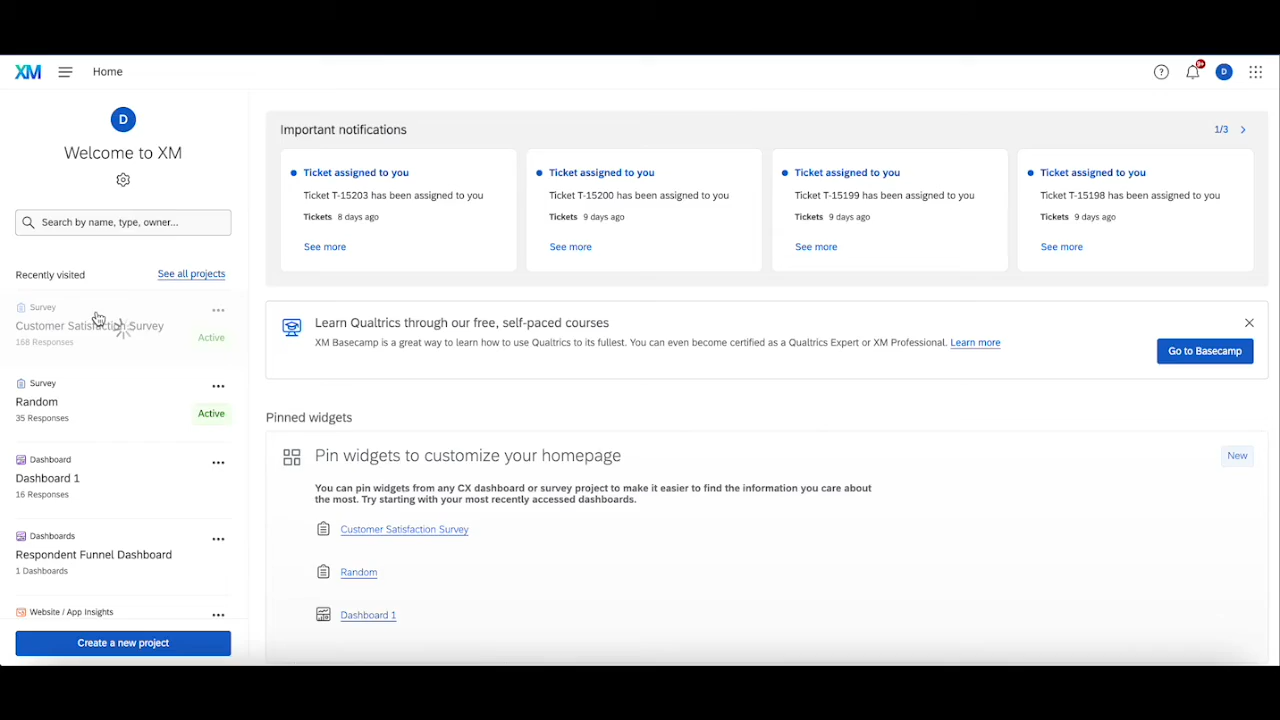 XM
Home
9+
D
D
Welcome to XM
Search by name, type, owner...
Recently visited
See all projects
Survey
Customer Satisfaction Survey
168 Responses
Active
Survey
Random
35 Responses
Active
Dashboard
Dashboard 1
16 Responses
Dashboards
Respondent Funnel Dashboard
1 Dashboards
Website / App Insights
Create a new project
Important notifications
1/3
Ticket assigned to you
Ticket T-15203 has been assigned to you
Tickets 8 days ago
See more
Ticket assigned to you
Ticket T-15200 has been assigned to you
Tickets 9 days ago
See more
Ticket assigned to you
Ticket T-15199 has been assigned to you
Tickets 9 days ago
See more
Ticket assigned to you
Ticket T-15198 has been assigned to you
Tickets 9 days ago
See more
Learn Qualtrics through our free, self-paced courses
XM Basecamp is a great way to learn how to use Qualtrics to its fullest. You can even become certified as a Qualtrics Expert or XM Professional. Learn more
Go to Basecamp
Pinned widgets
Pin widgets to customize your homepage
New
You can pin widgets from any CX dashboard or survey project to make it easier to find the information you care about
the most. Try starting with your most recently accessed dashboards.
Customer Satisfaction Survey
Random
Dashboard 1